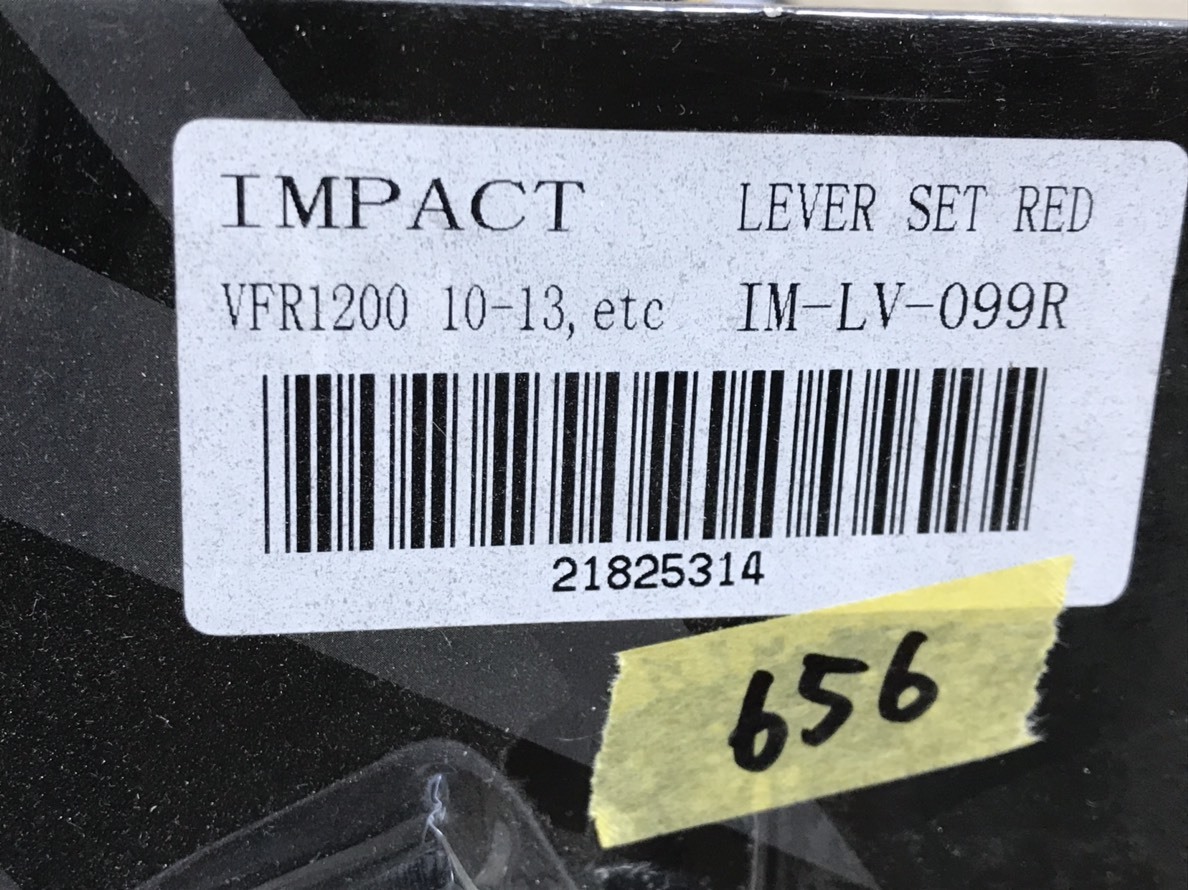 IMPACT LEVER SET RED
VFR1200 10-13, etc IM-LV-099R
21825314
656